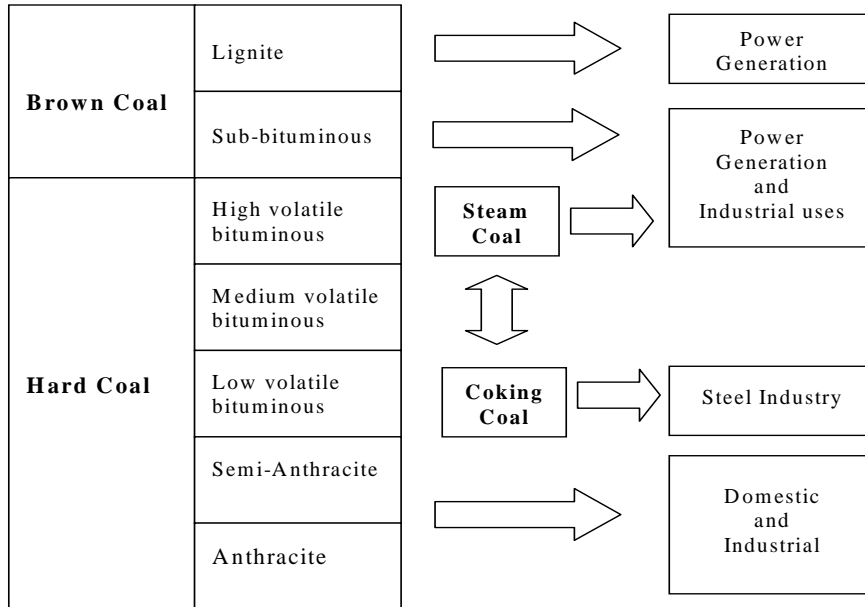 Brown Coal
Lignite
Power
Generation
Sub-bituminous
Power
Generation
and
Industrial uses
Hard Coal
High volatile
bituminous
Steam
Coal
Medium volatile
bituminous
Low volatile
bituminous
Coking
Coal
Steel Industry
Semi-Anthracite
Domestic
and
Industrial
Anthracite